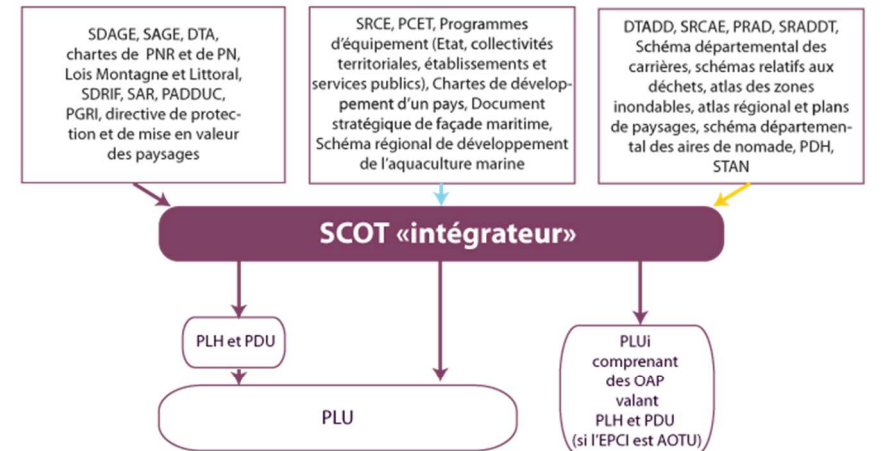 SDAGE, SAGE, DTA,
chartes de PNR et de PN,
Lois Montagne et Littoral,
SDRIF, SAR, PADDUC,
PGRI, directive de protec-
tion et de mise en valeur
des paysages
SRCE, PCET, Programmes
d'équipement (Etat, collectivités
territoriales, établissements et
services publics), Chartes de dévelop-
pement d'un pays, Document
stratégique de façade maritime,
Schéma régional de développement
de l'aquaculture marine
DTADD, SRCAE, PRAD, SRADDT,
Schéma départemental des
carrières, schémas relatifs aux
déchets, atlas des zones
inondables, atlas régional et plans
de paysages, schéma départemen-
tal des aires de nomade, PDH,
STAN
SCOT «intégrateur»
PLH et PDU
PLU
PLUi
comprenant
des OAP
valant
PLH et PDU
(si l'EPCI est AOTU)